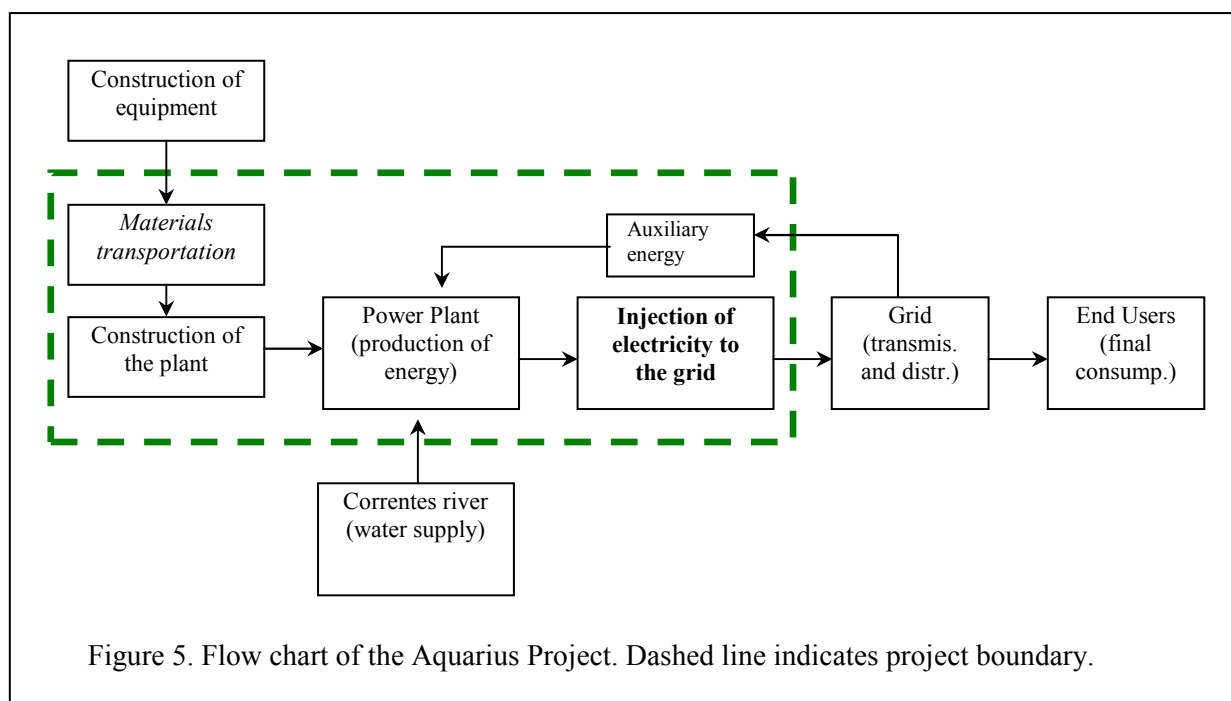 Construction of
equipment
Materials
transportation
Construction of
the plant
Power Plant
(production of
energy)
Auxiliary
energy
Injection of
electricity to
the grid
Grid
(transmis.
and distr.)
End Users
(final
consump.)
Correntes river
(water supply)
Figure 5. Flow chart of the Aquarius Project. Dashed line indicates project boundary.